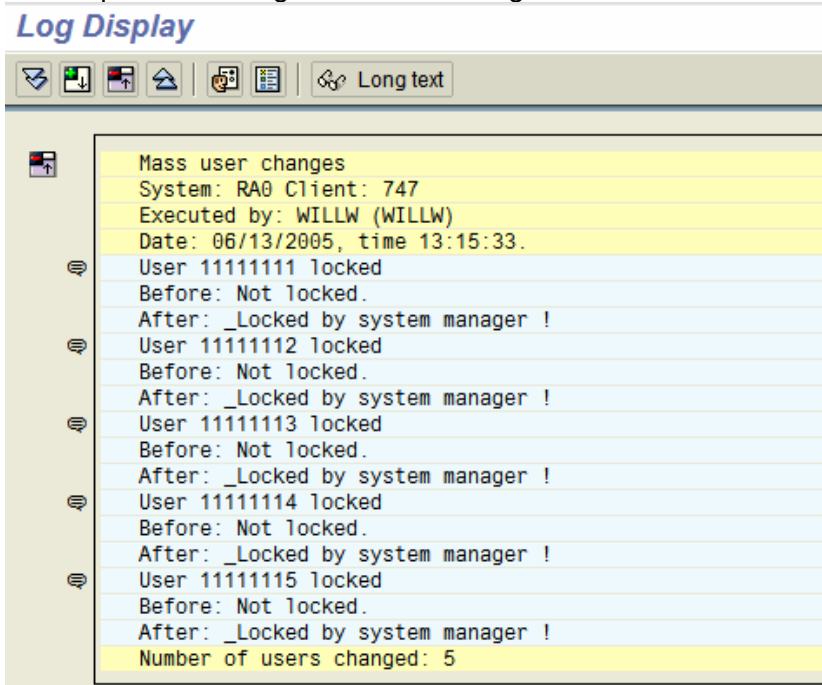 Log Display
Long text
Mass user changes
System: RA0 Client: 747
Executed by: WILLW (WILLW)
Date: 06/13/2005, time 13:15:33.
User 11111111 locked
Before: Not locked.
After: _Locked by system manager !
User 11111112 locked
Before: Not locked.
After: _Locked by system manager !
User 11111113 locked
Before: Not locked.
After: _Locked by system manager !
User 11111114 locked
Before: Not locked.
After: _Locked by system manager !
User 11111115 locked
Before: Not locked.
After: _Locked by system manager !
Number of users changed: 5